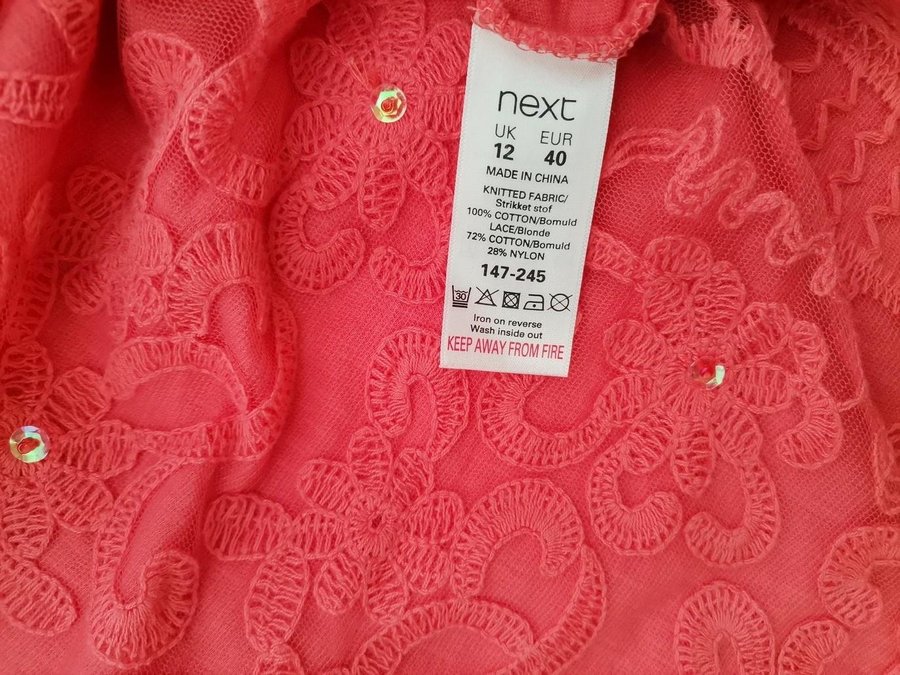 next
UK EUR
12 40
MADE IN CHINA
KNITTED FABRIC/
Strikket stof
100% COTTON/Bomuld
LACE/Blonde
72% COTTON/Bomuld
28% NYLON
147-245
30
Iron on reverse
Wash inside out
KEEP AWAY FROM FIRE